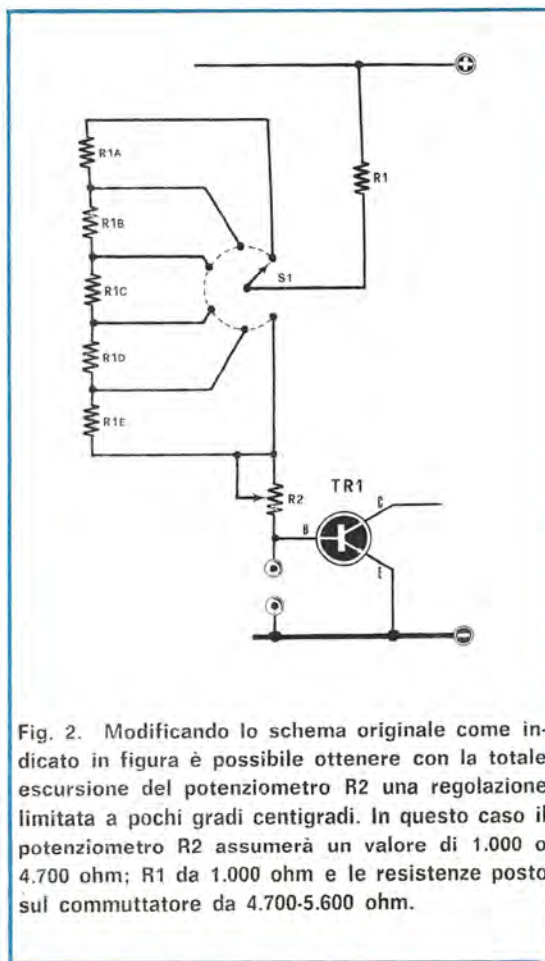 +
R1A
R1
R1B
S1
R1C
R1D
R1E
R2
TR1
C
B
E
-
Fig. 2. Modificando lo schema originale come in-
dicato in figura è possibile ottenere con la totale
escursione del potenziometro R2 una regolazione
limitata a pochi gradi centigradi. In questo caso il
potenziometro R2 assumerà un valore di 1.000 o
4.700 ohm; R1 da 1.000 ohm e le resistenze posto
sul commuttatore da 4.700-5.600 ohm.